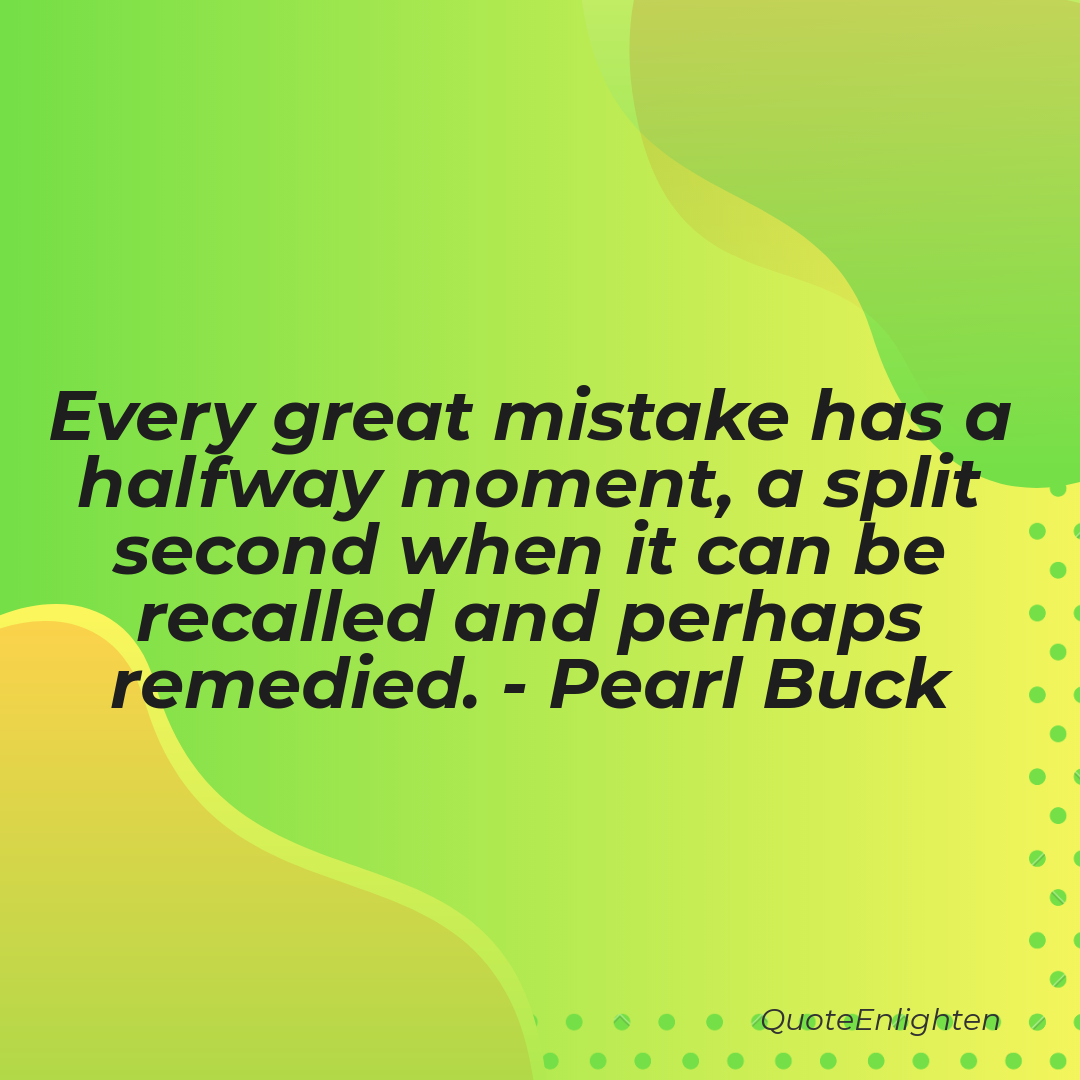 Every great mistake has a
halfway moment, a split
second when it can be
recalled and perhaps
remedied. - Pearl Buck
QuoteEnlighten